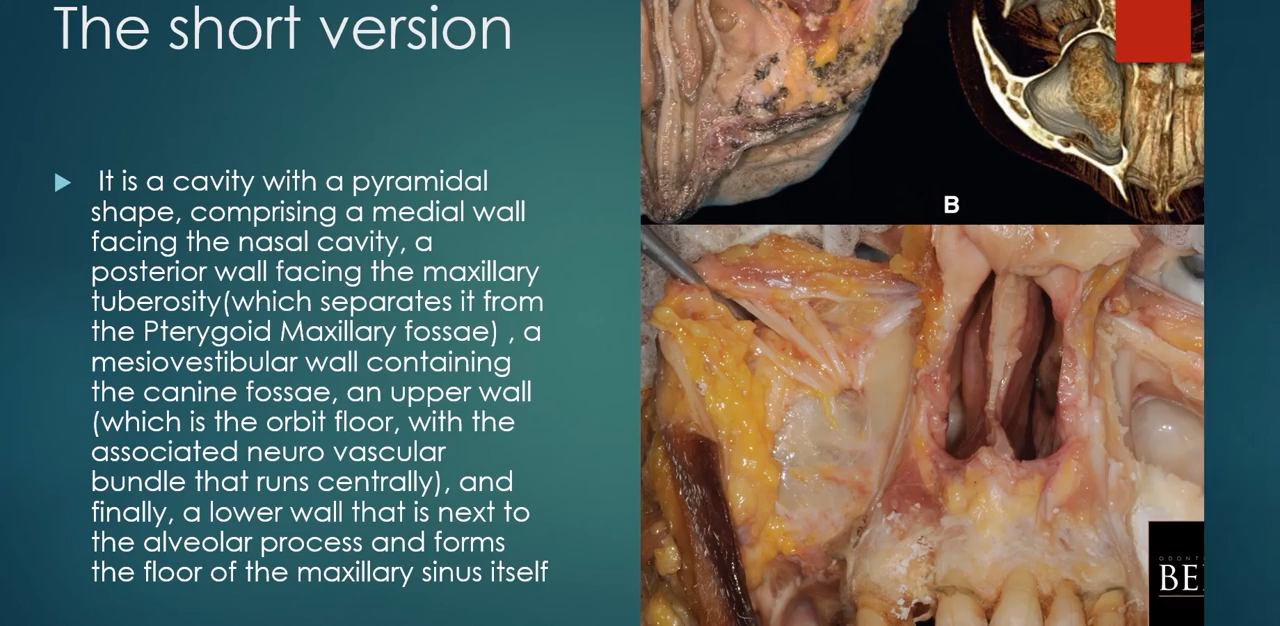 The short version
It is a cavity with a pyramidal
shape, comprising a medial wall
facing the nasal cavity, a
posterior wall facing the maxillary
tuberosity(which separates it from
the Pterygoid Maxillary fossae) , a
mesiovestibular wall containing
the canine fossae, an upper wall
(which is the orbit floor, with the
associated neuro vascular
bundle that runs centrally), and
finally, a lower wall that is next to
the alveolar process and forms
the floor of the maxillary sinus itself
B
ODONT
BE